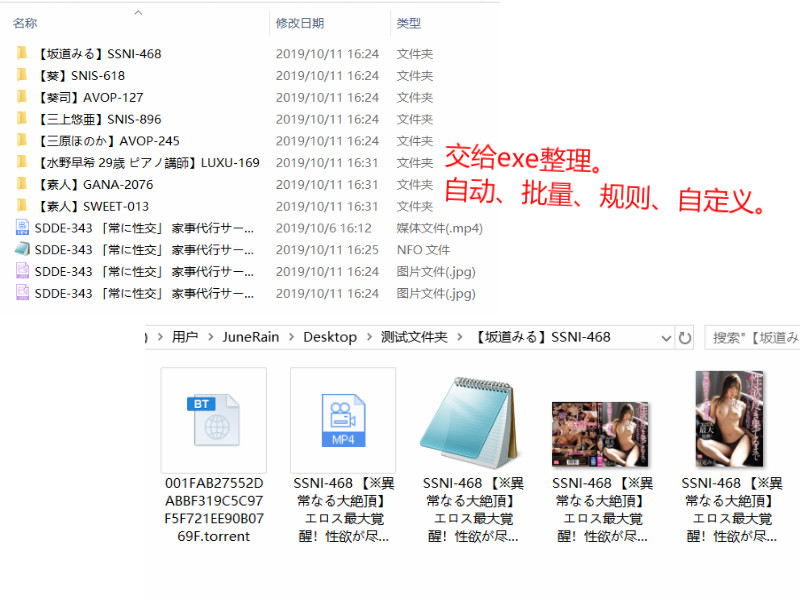 名称 修改日期 类型
【坂道みる】SSNI-468 2019/10/11 16:24 文件夹
【葵】SNIS-618 2019/10/11 16:24 文件夹
【葵司】AVOP-127 2019/10/11 16:24 文件夹
【三上悠亜】SNIS-896 2019/10/11 16:24 文件夹
【三原ほのか】AVOP-245 2019/10/11 16:24 文件夹
【水野早希 29歳 ピアノ講師】LUXU-169 2019/10/11 16:31 文件夹
【素人】GANA-2076 2019/10/11 16:31 文件夹
【素人】SWEET-013 2019/10/11 16:31 文件夹
SDDE-343 「常に性交」 家事代行サー... 2019/10/6 16:12 媒体文件(.mp4)
SDDE-343 「常に性交」 家事代行サー... 2019/10/11 16:25 NFO 文件
SDDE-343 「常に性交」 家事代行サー... 2019/10/11 16:24 图片文件(.jpg)
SDDE-343 「常に性交」 家事代行サー... 2019/10/11 16:24 图片文件(.jpg)
交给exe整理。
自动、批量、规则、自定义。
用户 > JuneRain > Desktop > 测试文件夹 > 【坂道みる】SSNI-468
搜索"【坂道み
BT
001FAB27552D
ABBF319C5C97
F5F721EE90B07
69F.torrent
MP4
SSNI-468 【※異
常なる大絶頂】
エロス最大覚
醒！性欲が尽...
SSNI-468 【※異
常なる大絶頂】
エロス最大覚
醒！性欲が尽...
SSNI-468 【※異
常なる大絶頂】
エロス最大覚
醒！性欲が尽...
SSNI-468 【※異
常なる大絶頂】
エロス最大覚
醒！性欲が尽...